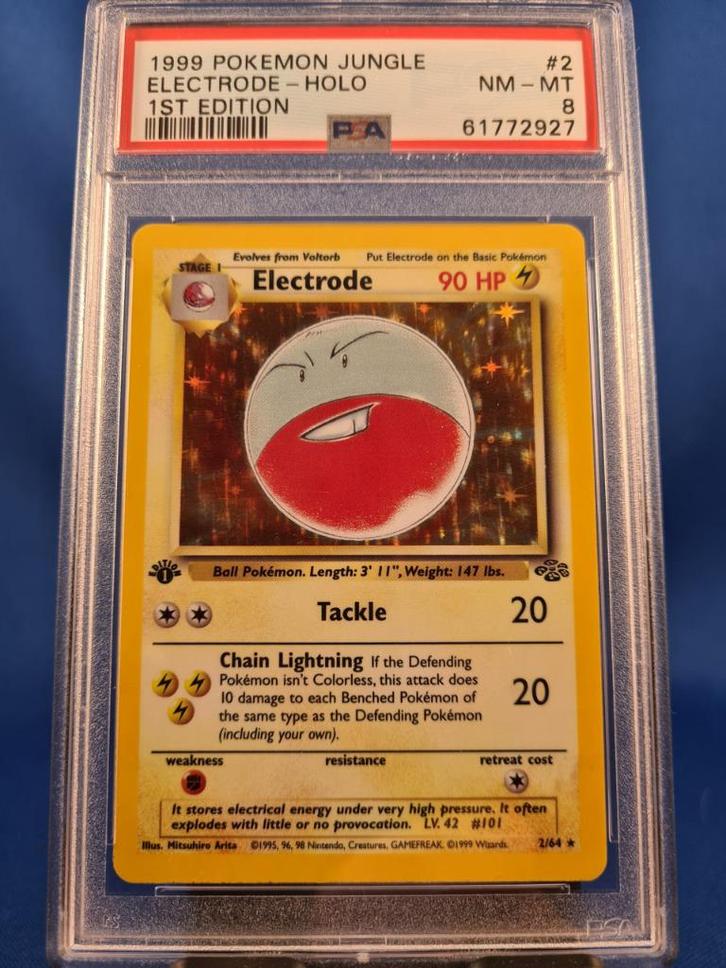 1999 POKEMON JUNGLE #2
ELECTRODE - HOLO NM - MT
1ST EDITION 8
PSA 61772927
Evolves from Voltorb Put Electrode on the Basic Pokémon
STAGE 1
Electrode 90 HP
EDITION
1
Ball Pokémon. Length: 3' 11", Weight: 147 lbs.
Tackle 20
Chain Lightning If the Defending
Pokémon isn't Colorless, this attack does
10 damage to each Benched Pokémon of
the same type as the Defending Pokémon
(including your own).
20
weakness resistance retreat cost
It stores electrical energy under very high pressure. It often
explodes with little or no provocation. LV. 42 #101
Illus. Mitsuhiro Arita ©1995, 96, 98 Nintendo, Creatures, GAMEFREAK. ©1999 Wizards. 2/64 ★
PSA